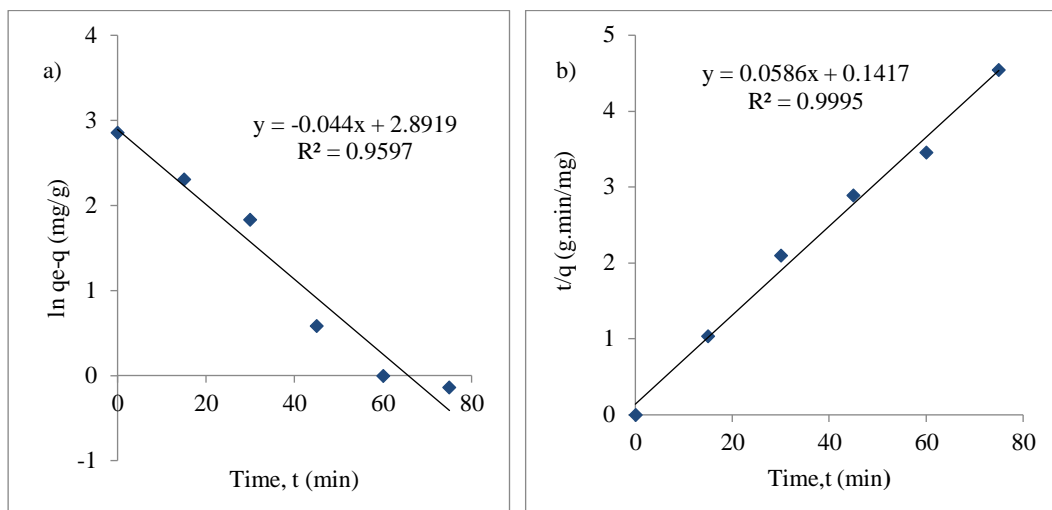 a)
y = -0.044x + 2.8919
R² = 0.9597
4
3
2
1
0
-1
0 20 40 60 80
ln qe-q (mg/g)
Time, t (min)
b)
y = 0.0586x + 0.1417
R² = 0.9995
5
4
3
2
1
0
0 20 40 60 80
t/q (g.min/mg)
Time,t (min)